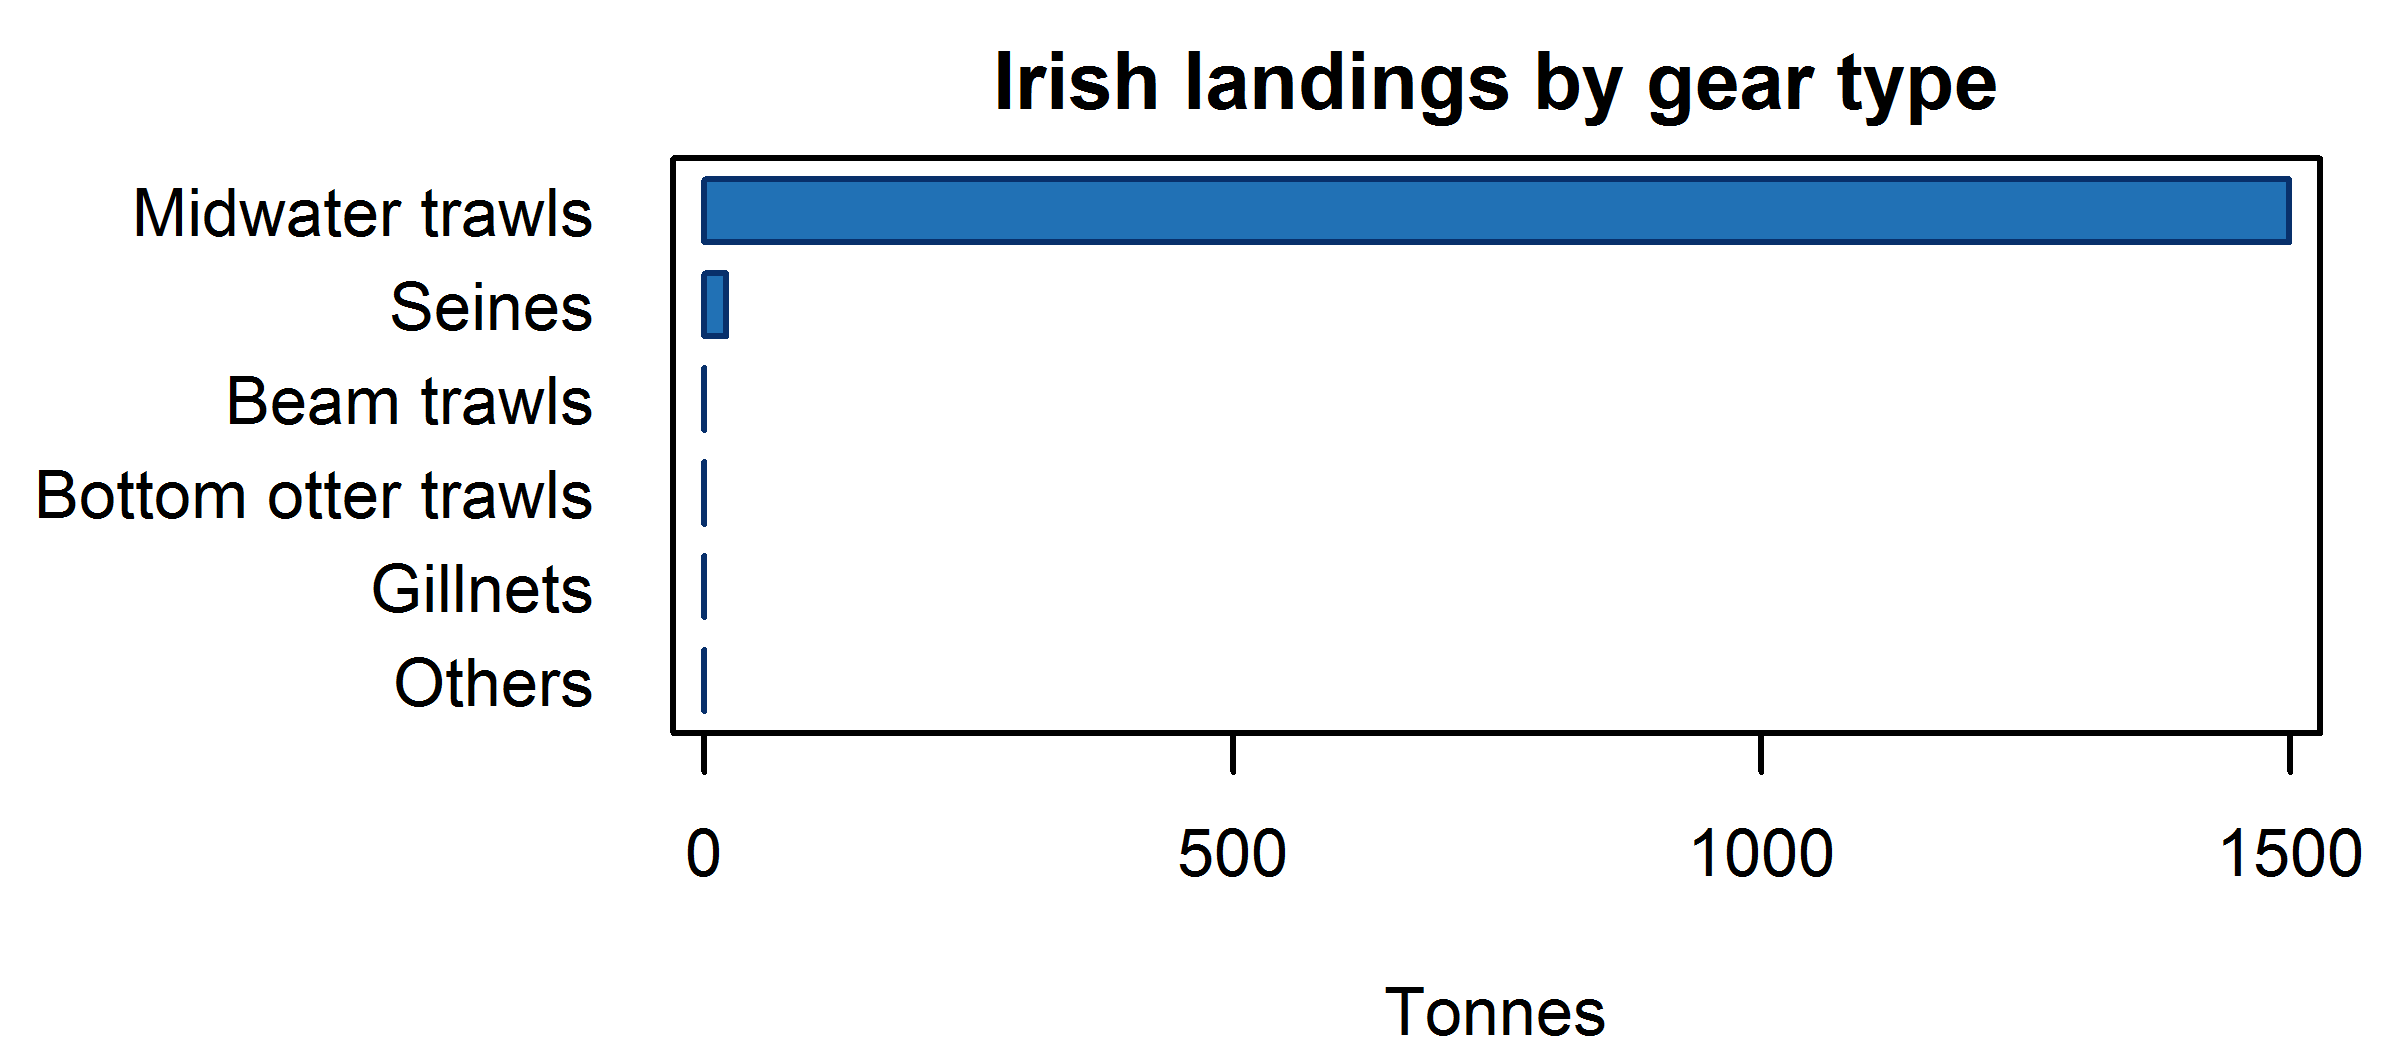 Irish landings by gear type
Midwater trawls
Seines
Beam trawls
Bottom otter trawls
Gillnets
Others
0 500 1000 1500
Tonnes